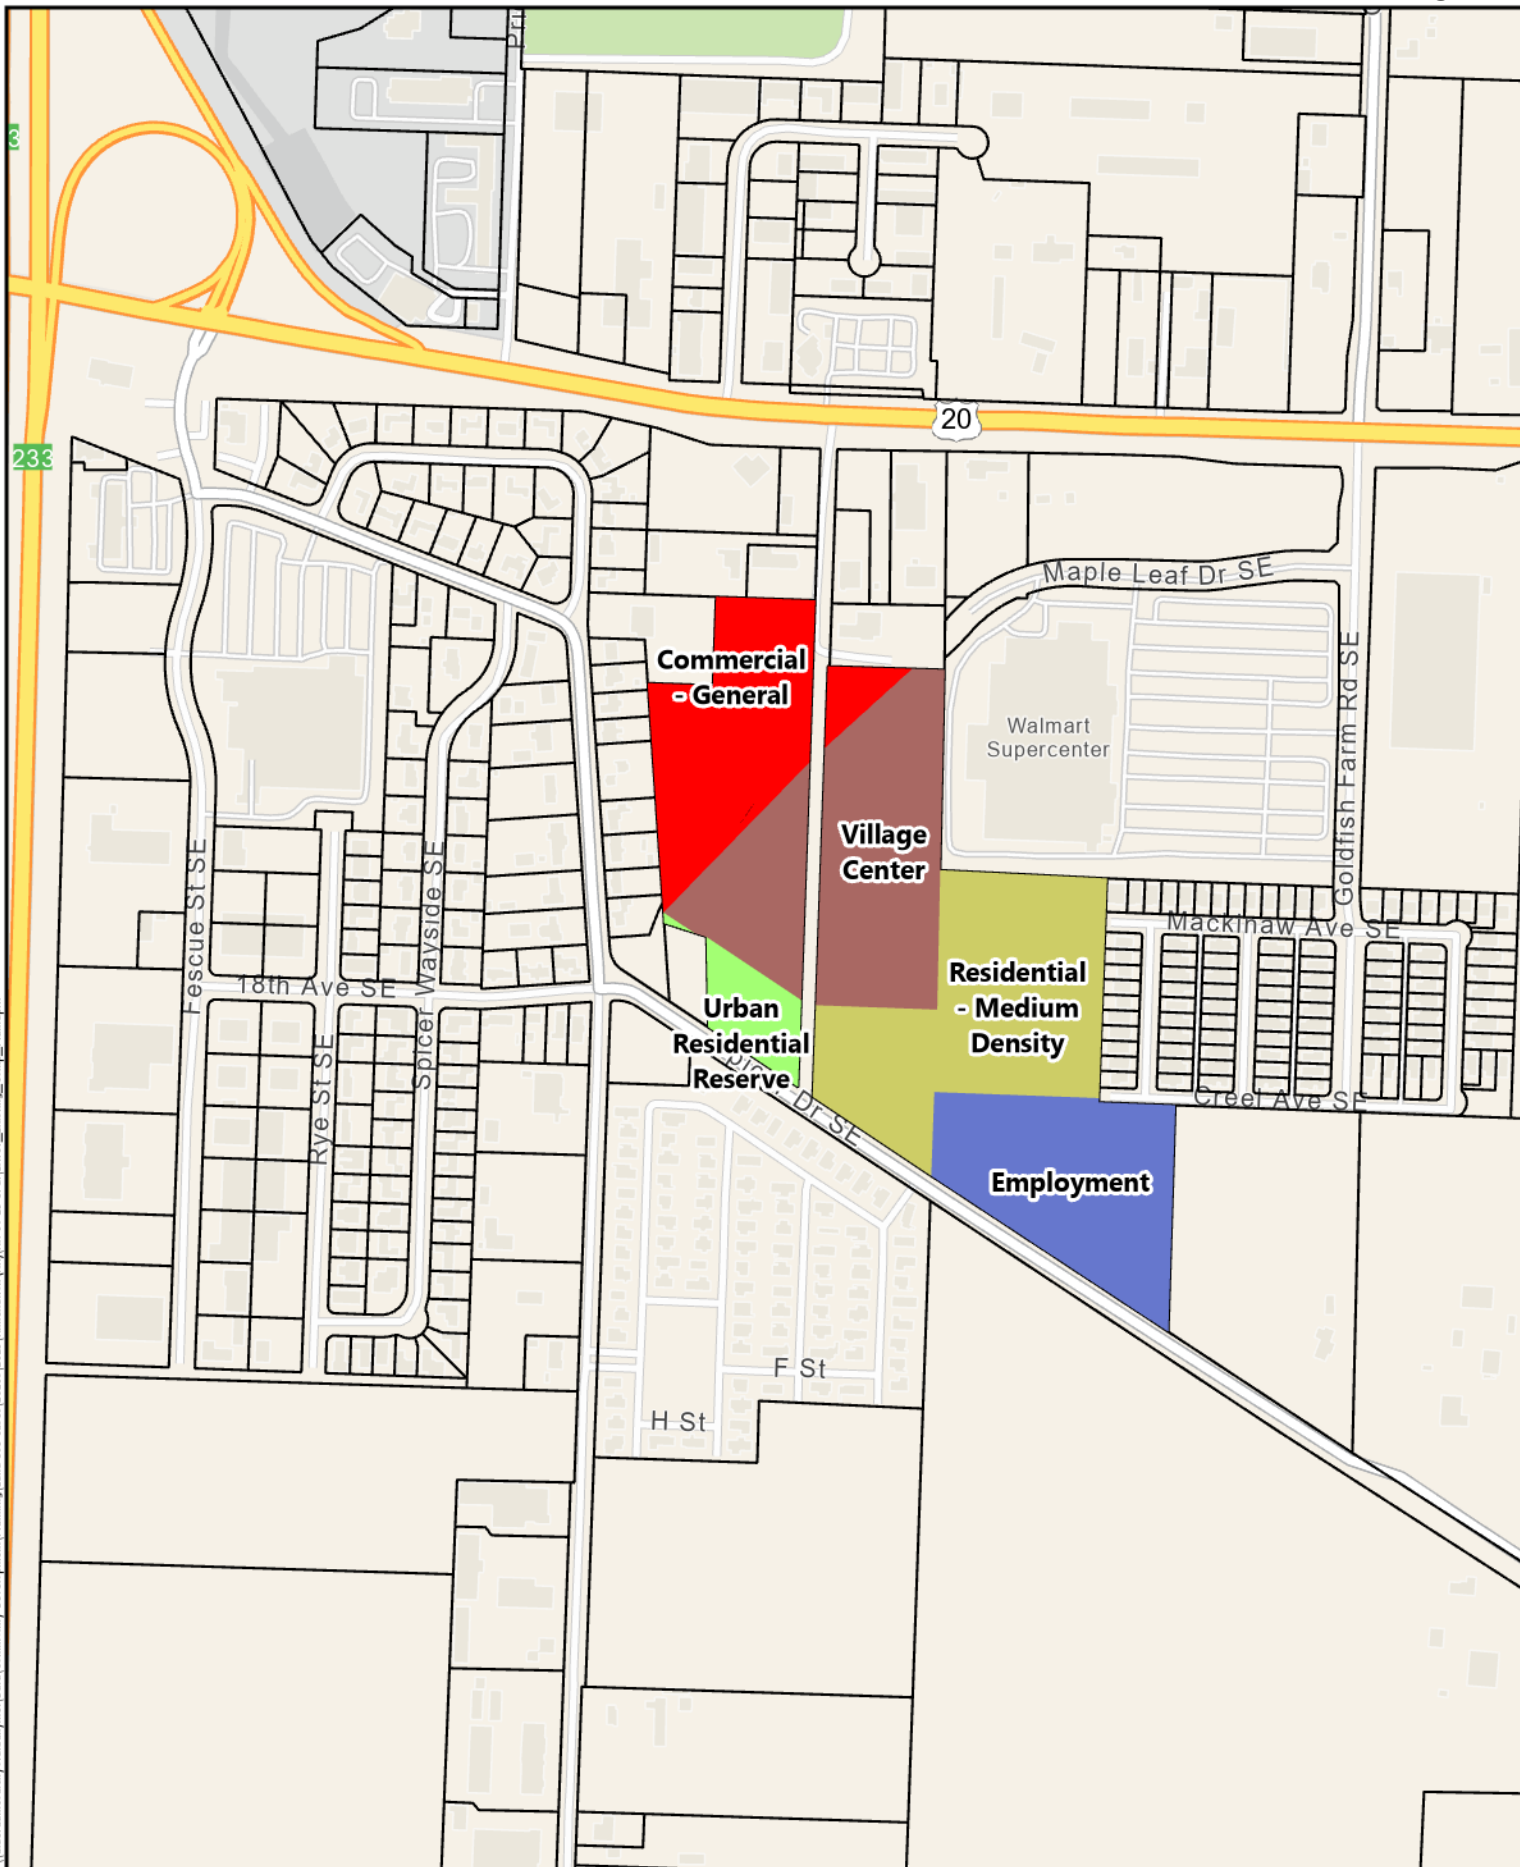 20
233
Maple Leaf Dr SE
Commercial
- General
Walmart
Supercenter
Goldfish Farm Rd SE
Village
Center
Fescue St SE
Spicer Wayside SE
Mackinaw Ave SE
18th Ave SE
Residential
- Medium
Density
Urban
Residential
Reserve
Rye St SE
Dr SE
Creel Ave SE
Employment
F St
H St